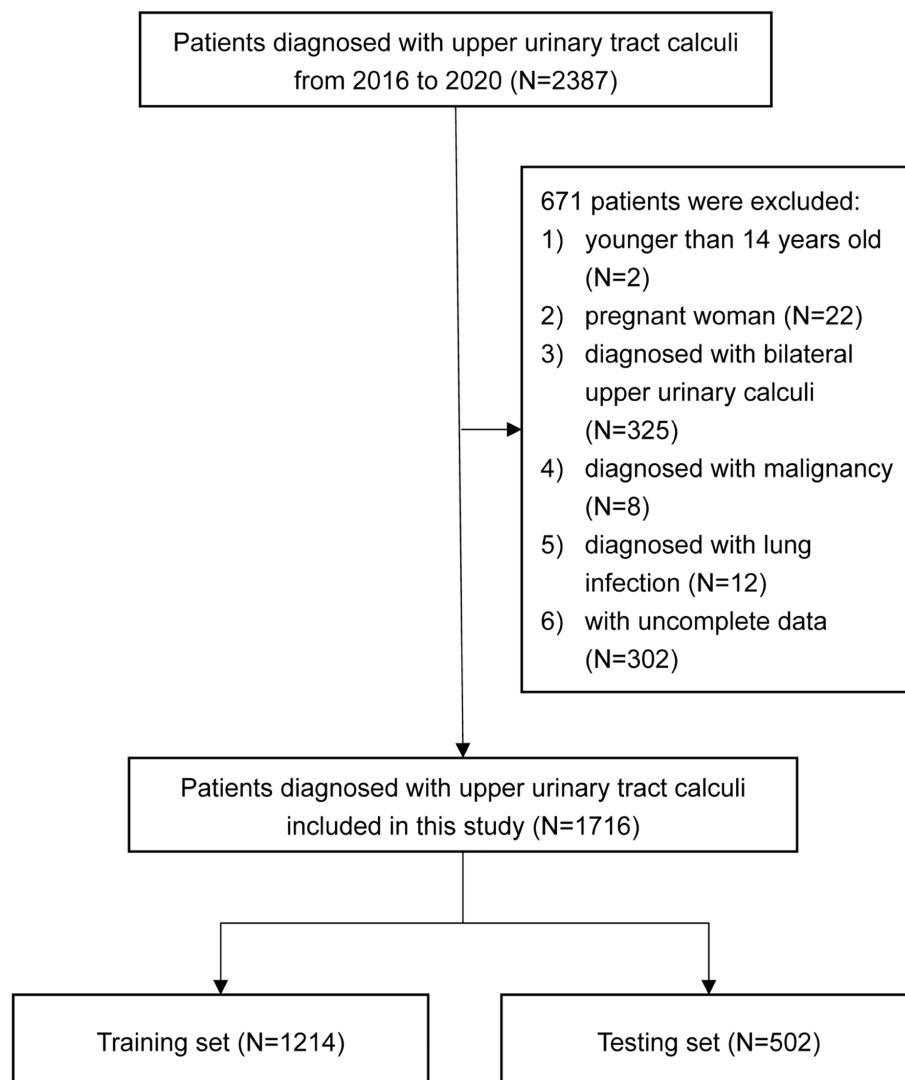 Patients diagnosed with upper urinary tract calculi
from 2016 to 2020 (N=2387)
671 patients were excluded:
1) younger than 14 years old
(N=2)
2) pregnant woman (N=22)
3) diagnosed with bilateral
upper urinary calculi
(N=325)
4) diagnosed with malignancy
(N=8)
5) diagnosed with lung
infection (N=12)
6) with uncomplete data
(N=302)
Patients diagnosed with upper urinary tract calculi
included in this study (N=1716)
Training set (N=1214)
Testing set (N=502)